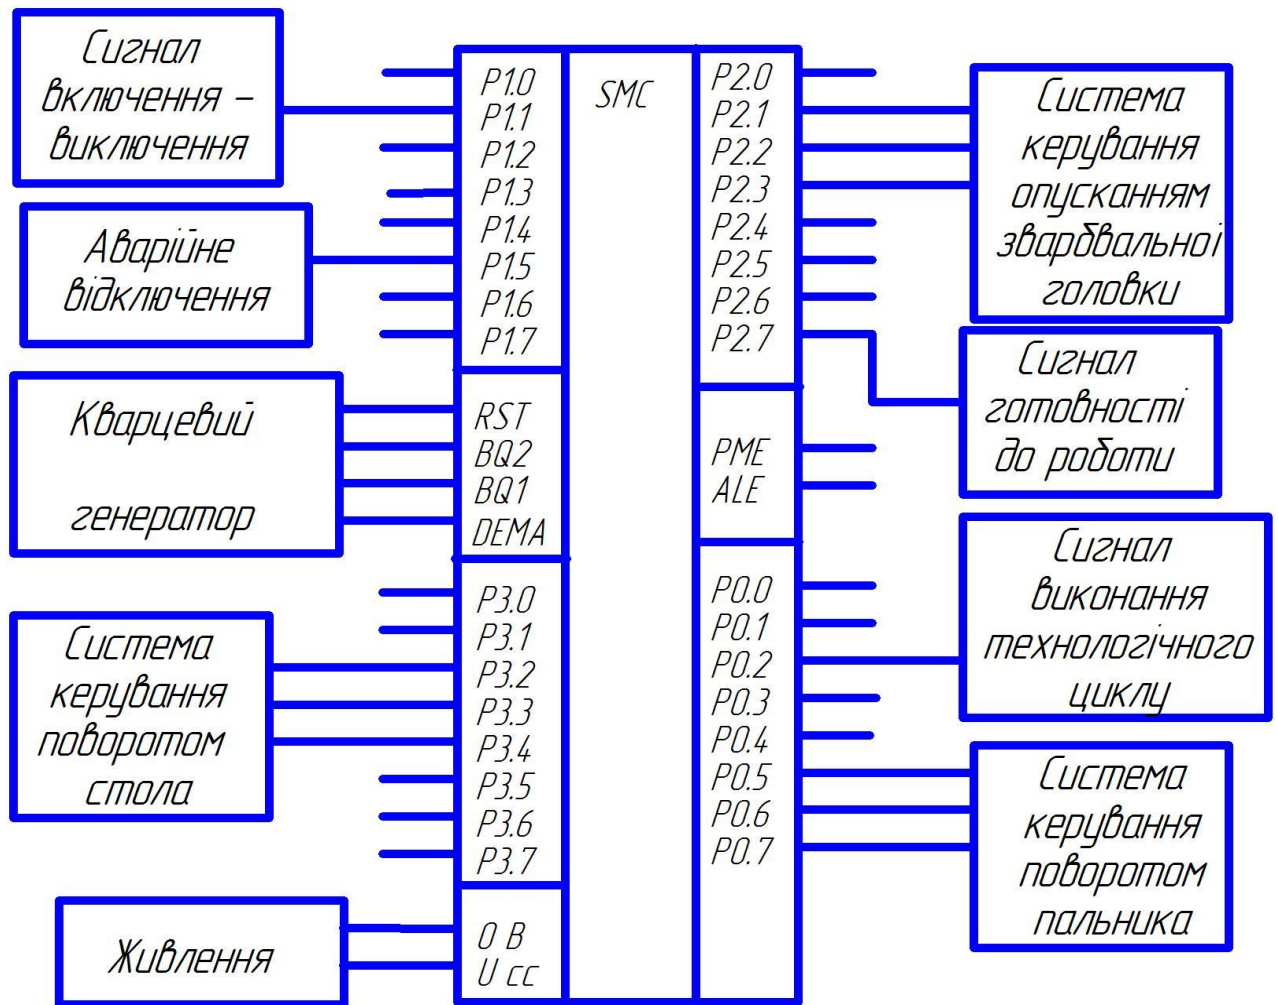 Сигнал
включення –
виключення
Аварійне
відключення
Кварцевий
генератор
Система
керування
поворотом
стола
Живлення
P1.0
P1.1
P1.2
P1.3
P1.4
P1.5
P1.6
P1.7
RST
BQ2
BQ1
DEMA
P3.0
P3.1
P3.2
P3.3
P3.4
P3.5
P3.6
P3.7
0 В
U cc
SMC
P2.0
P2.1
P2.2
P2.3
P2.4
P2.5
P2.6
P2.7
PME
ALE
P0.0
P0.1
P0.2
P0.3
P0.4
P0.5
P0.6
P0.7
Система
керування
опусканням
зварбвальної
головки
Сигнал
готовності
до роботи
Сигнал
виконання
технологічного
циклу
Система
керування
поворотом
пальника